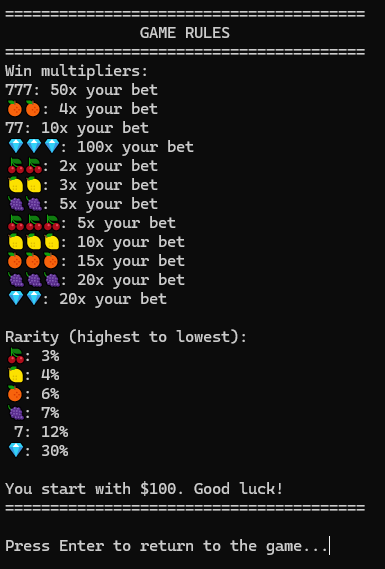 ========================================
GAME RULES
========================================
Win multipliers:
777: 50x your bet
🍊🍊: 4x your bet
77: 10x your bet
💎💎💎: 100x your bet
🍒🍒: 2x your bet
🍋🍋: 3x your bet
🍇🍇: 5x your bet
🍒🍒🍒: 5x your bet
🍋🍋🍋: 10x your bet
🍊🍊🍊: 15x your bet
🍇🍇🍇: 20x your bet
💎💎: 20x your bet

Rarity (highest to lowest):
🍒: 3%
🍋: 4%
🍊: 6%
🍇: 7%
7: 12%
💎: 30%

You start with $100. Good luck!
========================================

Press Enter to return to the game...